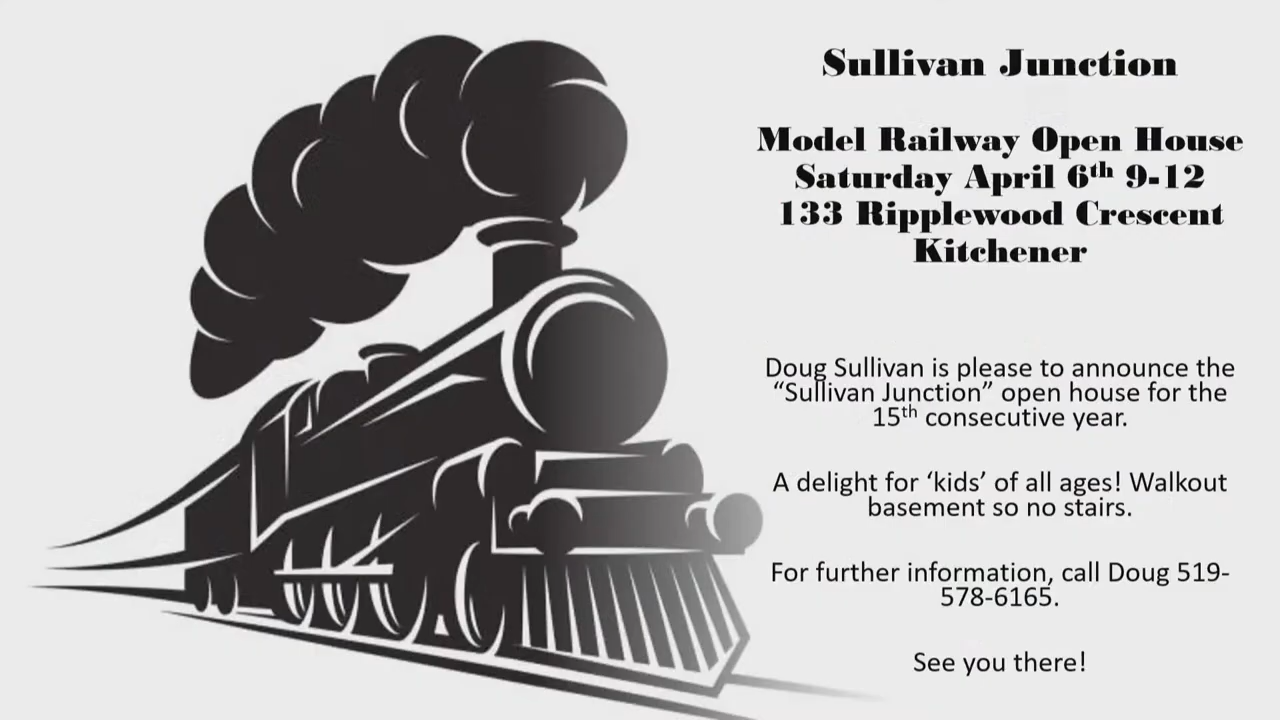 Sullivan Junction
Model Railway Open House
Saturday April 6th 9-12
133 Ripplewood Crescent
Kitchener
Doug Sullivan is please to announce the
“Sullivan Junction” open house for the
15th consecutive year.
A delight for ‘kids’ of all ages! Walkout
basement so no stairs.
For further information, call Doug 519-
578-6165.
See you there!